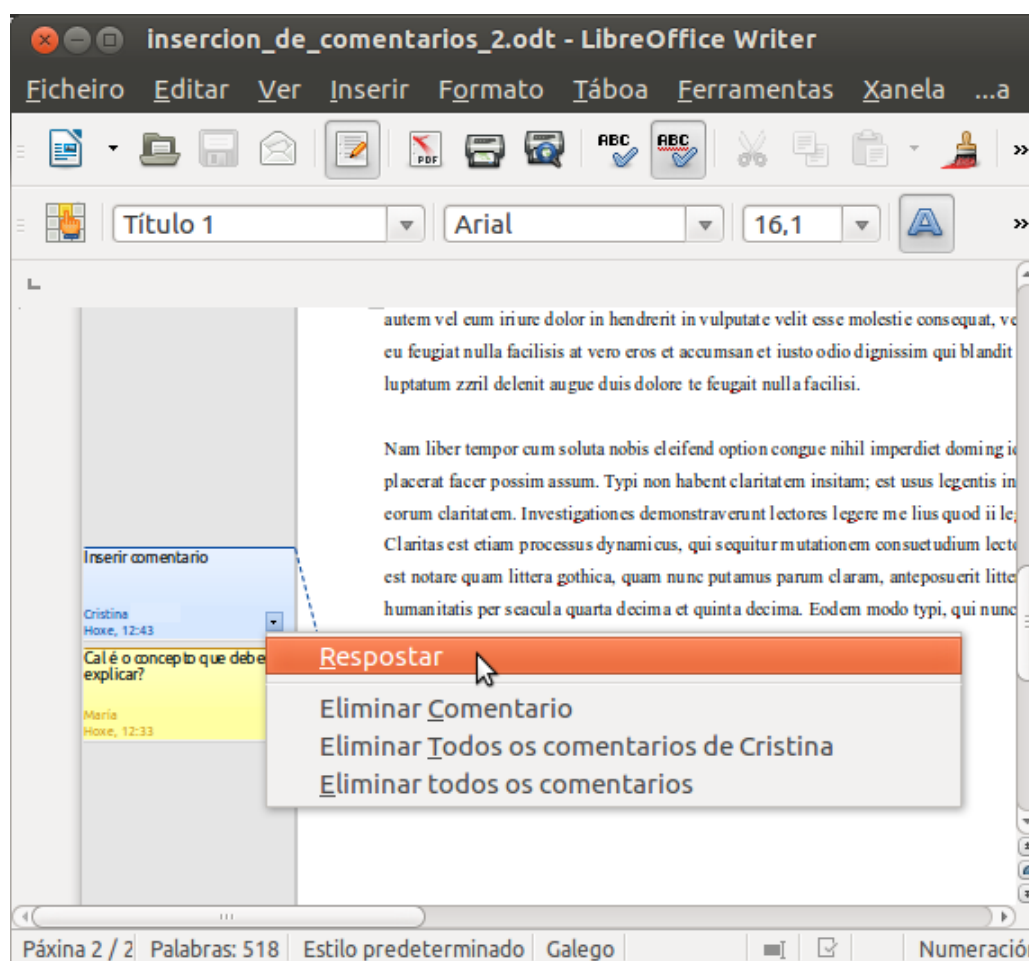 insercion_de_comentarios_2.odt - LibreOffice Writer
Ficheiro Editar Ver Inserir Formato Táboa Ferramentas Xanela ...a
PDF ABC ABC »
Título 1 Arial 16,1 A »
autem vel eum iriure dolor in hendrerit in vulputate velit esse molestie consequat,
eu feugiat nulla facilisis at vero eros et accumsan et iusto odio dignissim qui blandit
luptatum zzril delenit augue duis dolore te feugait nulla facilisi.
Nam liber tempor cum soluta nobis eleifend option congue nihil imperdiet doming
placerat facer possim assum. Typi non habent claritatem insitam; est usus legentis in
eorum claritatem. Investigationes demonstraverunt lectores legere me lius quod ii
Claritas est etiam processus dynamicus, qui sequitur mutationem consuetudium
est notare quam littera gothica, quam nunc putamus parum claram, anteposuerit
humanitatis per seacula quarta decima et quinta decima. Eodem modo typi, qui nunc
Inserir comentario
Cristina
Hoxe, 12:43
Cal é o concepto que debe
explicar?
María
Hoxe, 12:33
Respostar
Eliminar Comentario
Eliminar Todos os comentarios de Cristina
Eliminar todos os comentarios
Páxina 2 / 2 Palabras: 518 Estilo predeterminado Galego Numeración